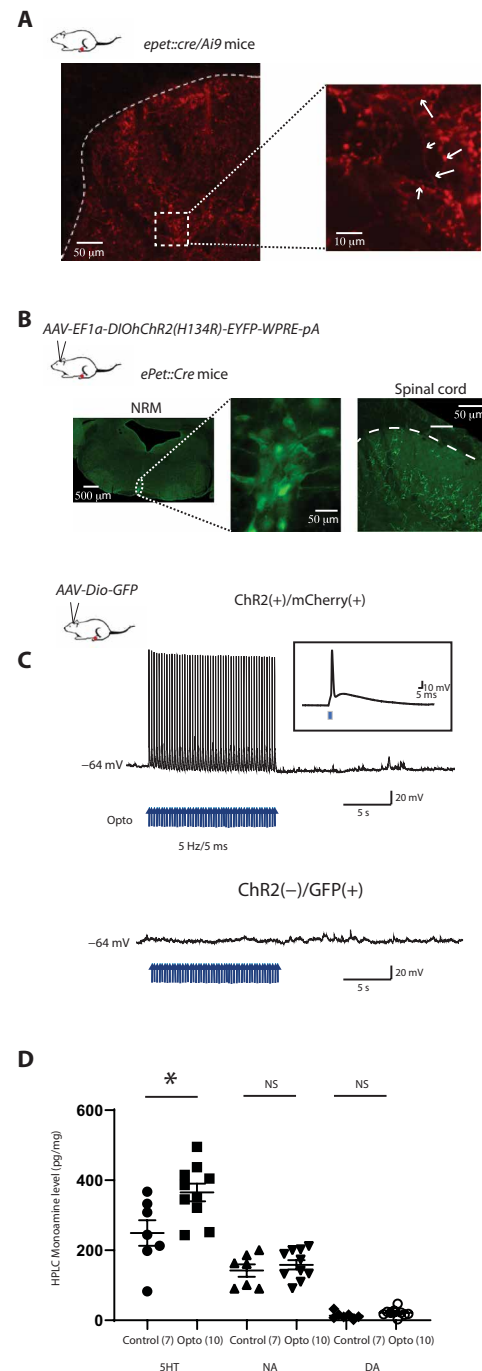 A
epet::cre/Ai9 mice
50 µm
10 µm
B
AAV-EF1a-DIOhChR2(H134R)-EYFP-WPRE-pA
ePet::Cre mice
NRM
Spinal cord
500 µm
50 µm
50 µm
AAV-Dio-GFP
ChR2(+)/mCherry(+)
C
10 mV
5 ms
−64 mV
Opto
20 mV
5 s
5 Hz/5 ms
ChR2(−)/GFP(+)
−64 mV
20 mV
5 s
D
* NS NS
HPLC Monoamine level (pg/mg)
600
400
200
0
Control (7) Opto (10) Control (7) Opto (10) Control (7) Opto (10)
5HT NA DA